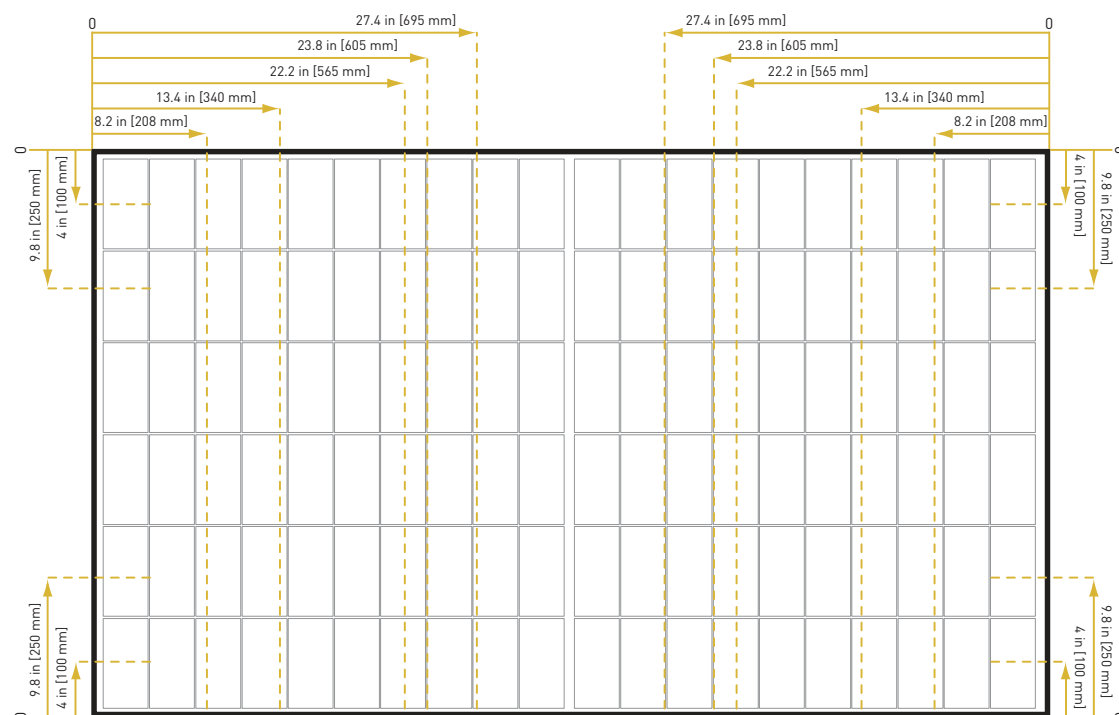 0
27.4 in [695 mm]
27.4 in [695 mm]
0
23.8 in [605 mm]
23.8 in [605 mm]
22.2 in [565 mm]
22.2 in [565 mm]
13.4 in [340 mm]
13.4 in [340 mm]
8.2 in [208 mm]
8.2 in [208 mm]
0
9.8 in [250 mm]
4 in [100 mm]
4 in [100 mm]
9.8 in [250 mm]
9.8 in [250 mm]
4 in [100 mm]
4 in [100 mm]
9.8 in [250 mm]